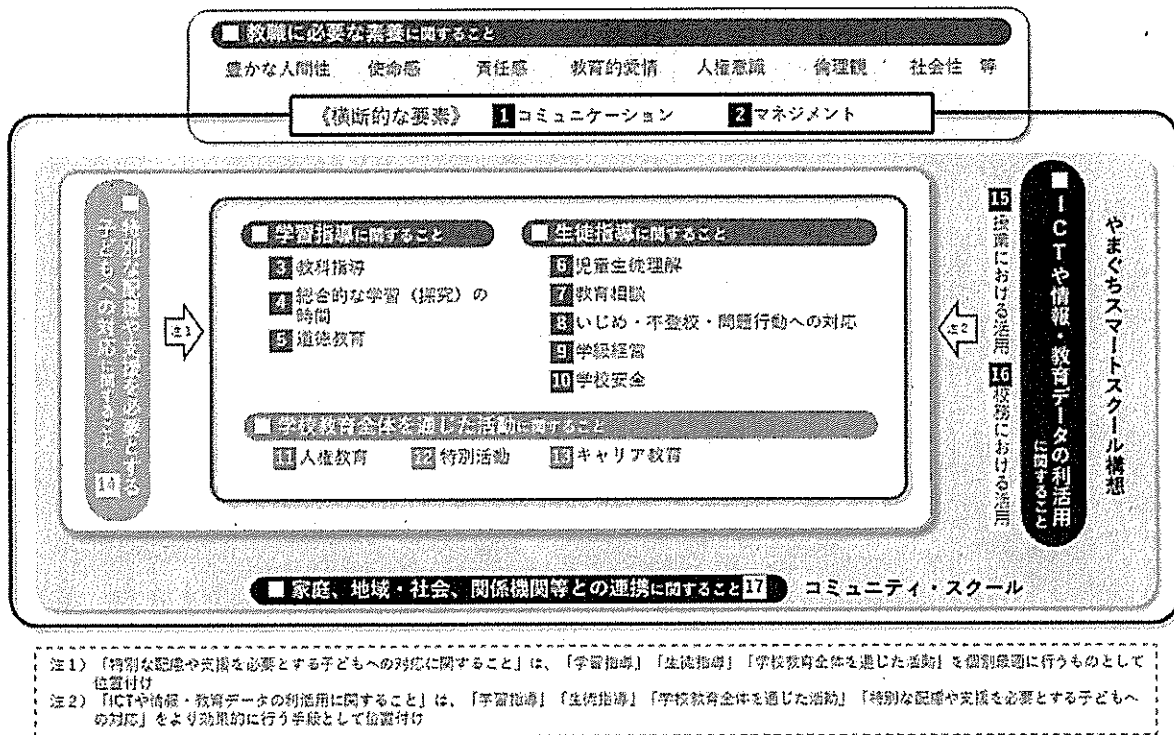 ■ 教職に必要な素養に関すること
豊かな人間性 使命感 責任感 教育的愛情 人権意識 倫理観 社会性 等
《横断的な要素》 1 コミュニケーション 2 マネジメント
■ 特別な配慮や支援を必要とする
子どもへの対応に関すること 14
注1
■ 学習指導に関すること
3 教科指導
4 総合的な学習(探究)の
時間
5 道徳教育
■ 生徒指導に関すること
6 児童生徒理解
7 教育相談
8 いじめ・不登校・問題行動への対応
9 学級経営
10 学校安全
■ 学校教育全体を通じた活動に関すること
11 人権教育 12 特別活動 13 キャリア教育
注2
15 授業における活用 16 校務における活用
■ ICTや情報・教育データの利活用
に関すること
やまぐちスマートスクール構想
■ 家庭、地域・社会、関係機関等との連携に関すること 17 コミュニティ・スクール
注1)「特別な配慮や支援を必要とする子どもへの対応に関すること」は、「学習指導」「生徒指導」「学校教育全体を通じた活動」を個別最適に行うものとして
位置付け
注2)「ICTや情報・教育データの利活用に関すること」は、「学習指導」「生徒指導」「学校教育全体を通じた活動」「特別な配慮や支援を必要とする子どもへ
の対応」をより効果的に行う手段として位置付け